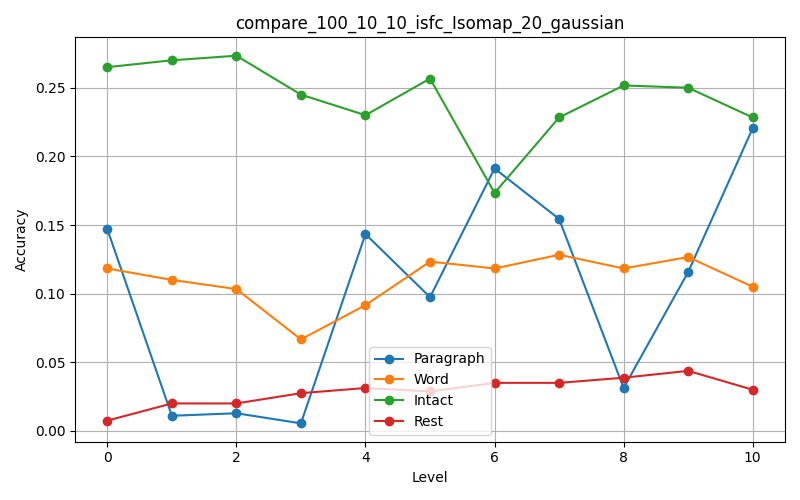 compare_100_10_10_isfc_Isomap_20_gaussian
Accuracy
0.25
0.20
0.15
0.10
0.05
0.00
Paragraph
Word
Intact
Rest
0 2 4 6 8 10
Level